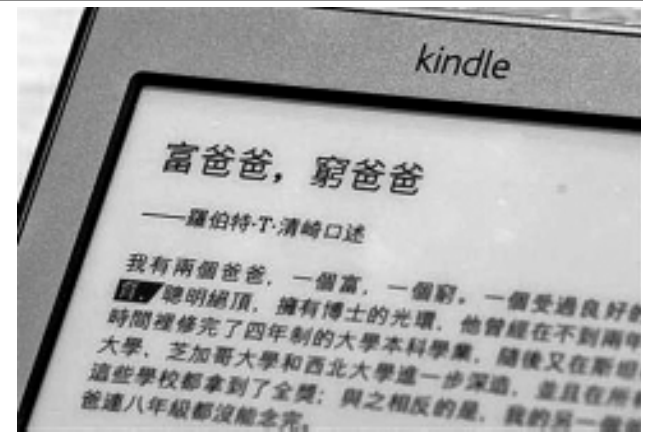 kindle
富爸爸，窮爸爸
——羅伯特·T·清崎口述
我有兩個爸爸，一個富，一個窮。一個受過良好的
育，聰明絕頂，擁有博士的光環，他曾經在不到兩年
時間裡修完了四年制的大學本科學業，隨後又在斯坦
大學、芝加哥大學和西北大學進一步深造，並且在所有
這些學校都拿到了全獎；與之相反的是，我的另一個爸
爸連八年級都沒能念完。